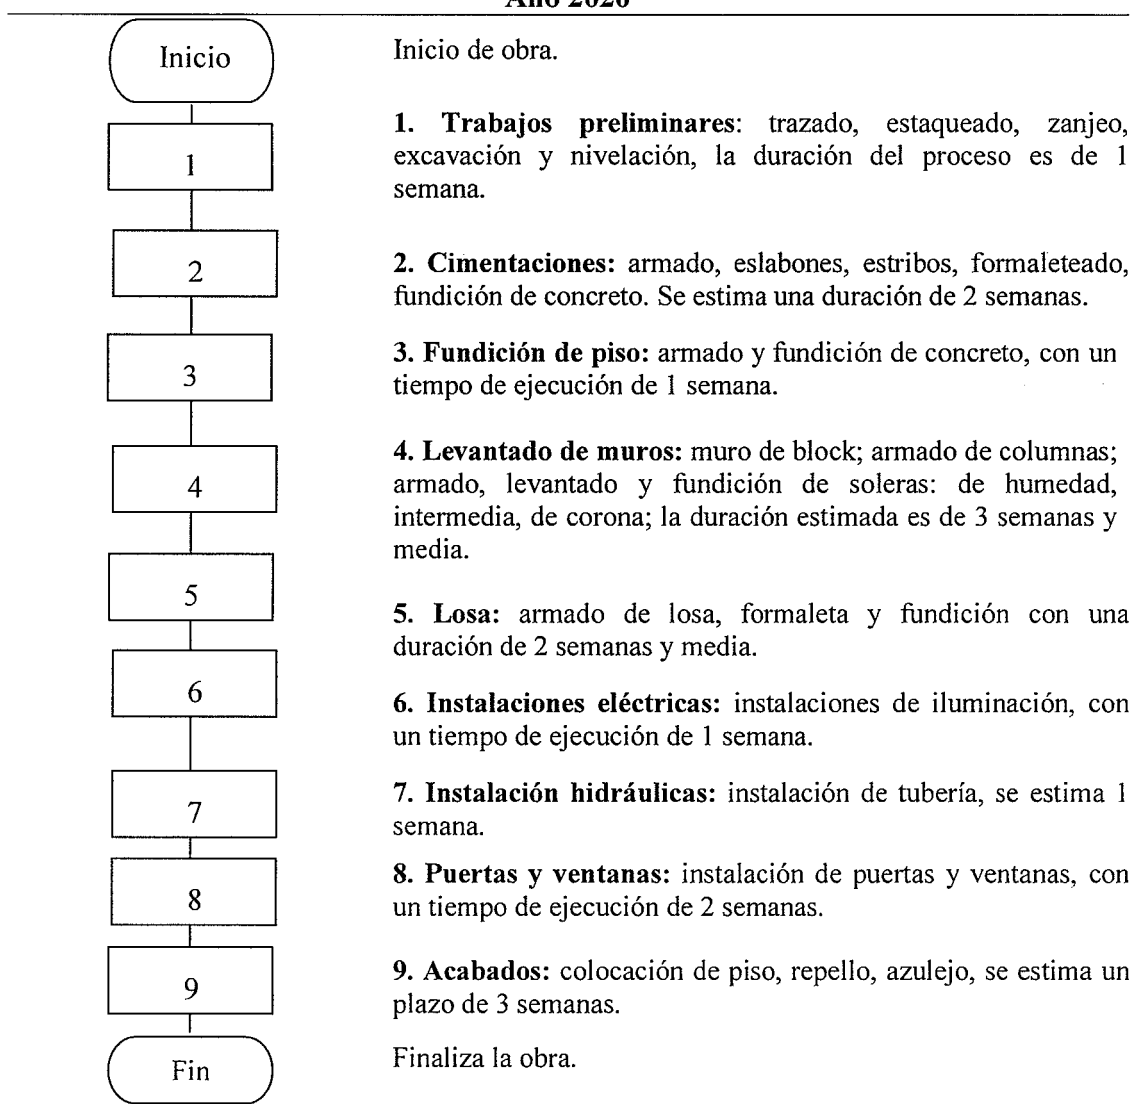 Año 2026
Inicio
Inicio de obra.
1
1. Trabajos preliminares: trazado, estaqueado, zanjeo,
excavación y nivelación, la duración del proceso es de 1
semana.
2
2. Cimentaciones: armado, eslabones, estribos, formaleteado,
fundición de concreto. Se estima una duración de 2 semanas.
3
3. Fundición de piso: armado y fundición de concreto, con un
tiempo de ejecución de 1 semana.
4
4. Levantado de muros: muro de block; armado de columnas;
armado, levantado y fundición de soleras: de humedad,
intermedia, de corona; la duración estimada es de 3 semanas y
media.
5
5. Losa: armado de losa, formaleta y fundición con una
duración de 2 semanas y media.
6
6. Instalaciones eléctricas: instalaciones de iluminación, con
un tiempo de ejecución de 1 semana.
7
7. Instalación hidráulicas: instalación de tubería, se estima 1
semana.
8
8. Puertas y ventanas: instalación de puertas y ventanas, con
un tiempo de ejecución de 2 semanas.
9
9. Acabados: colocación de piso, repello, azulejo, se estima un
plazo de 3 semanas.
Fin
Finaliza la obra.